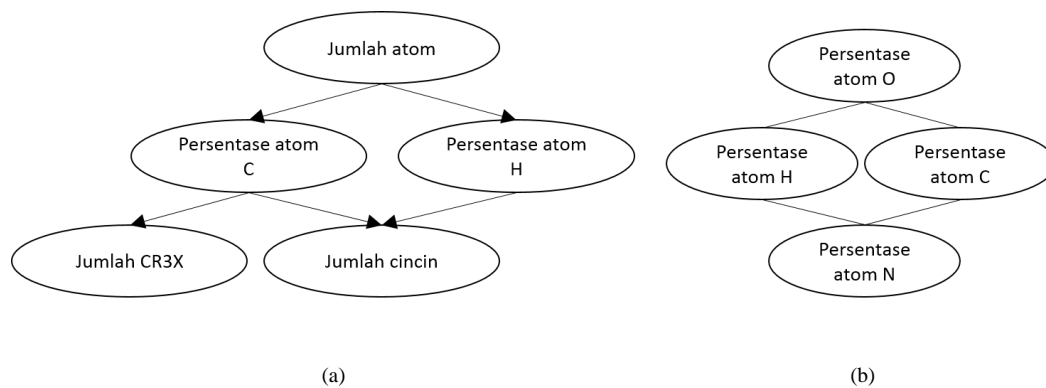 Jumlah atom
Persentase atom
C
Persentase atom
H
Jumlah CR3X
Jumlah cincin
(a)
Persentase
atom O
Persentase
atom H
Persentase
atom C
Persentase
atom N
(b)